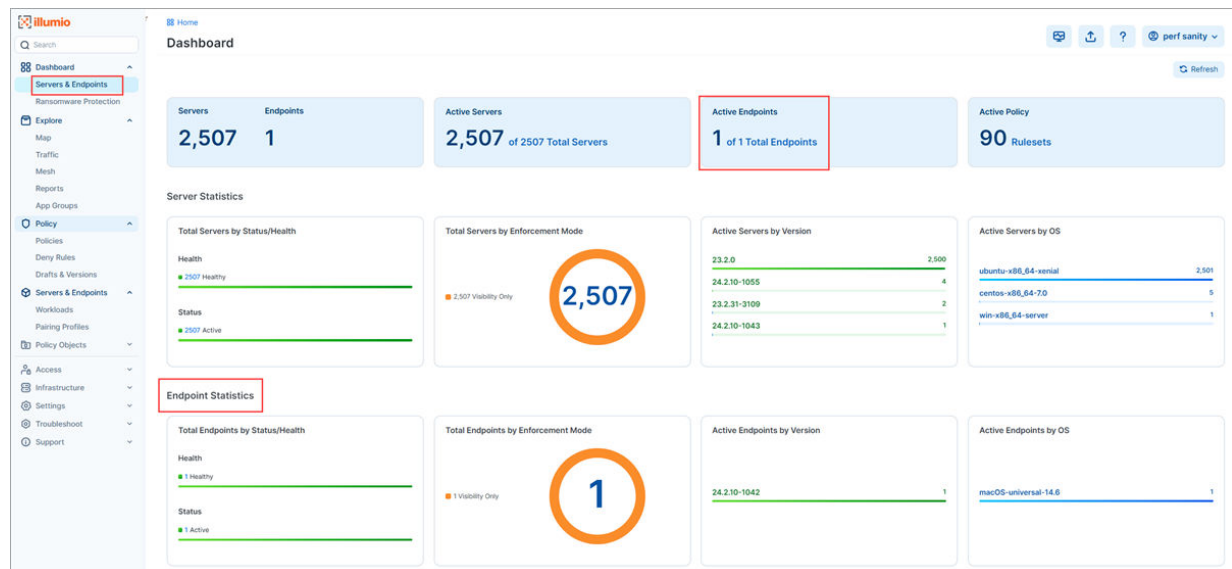 illumio
Search
Dashboard
Servers & Endpoints
Ransomware Protection
Explore
Map
Traffic
Mesh
Reports
App Groups
Policy
Policies
Deny Rules
Drafts & Versions
Servers & Endpoints
Workloads
Pairing Profiles
Policy Objects
Access
Infrastructure
Settings
Troubleshoot
Support
Home
Dashboard
? perf sanity
Refresh
Servers Endpoints
2,507 1
Active Servers
2,507 of 2507 Total Servers
Active Endpoints
1 of 1 Total Endpoints
Active Policy
90 Rulesets
Server Statistics
Total Servers by Status/Health
Health
2507 Healthy
Status
2507 Active
Total Servers by Enforcement Mode
2,507 Visibility Only
2,507
Active Servers by Version
23.2.0 2,500
24.2.10-1055 4
23.2.31-3109 2
24.2.10-1043 1
Active Servers by OS
ubuntu-x86_64-xenial 2,501
centos-x86_64-7.0 5
win-x86_64-server 1
Endpoint Statistics
Total Endpoints by Status/Health
Health
1 Healthy
Status
1 Active
Total Endpoints by Enforcement Mode
1 Visibility Only
1
Active Endpoints by Version
24.2.10-1042 1
Active Endpoints by OS
macOS-universal-14.6 1